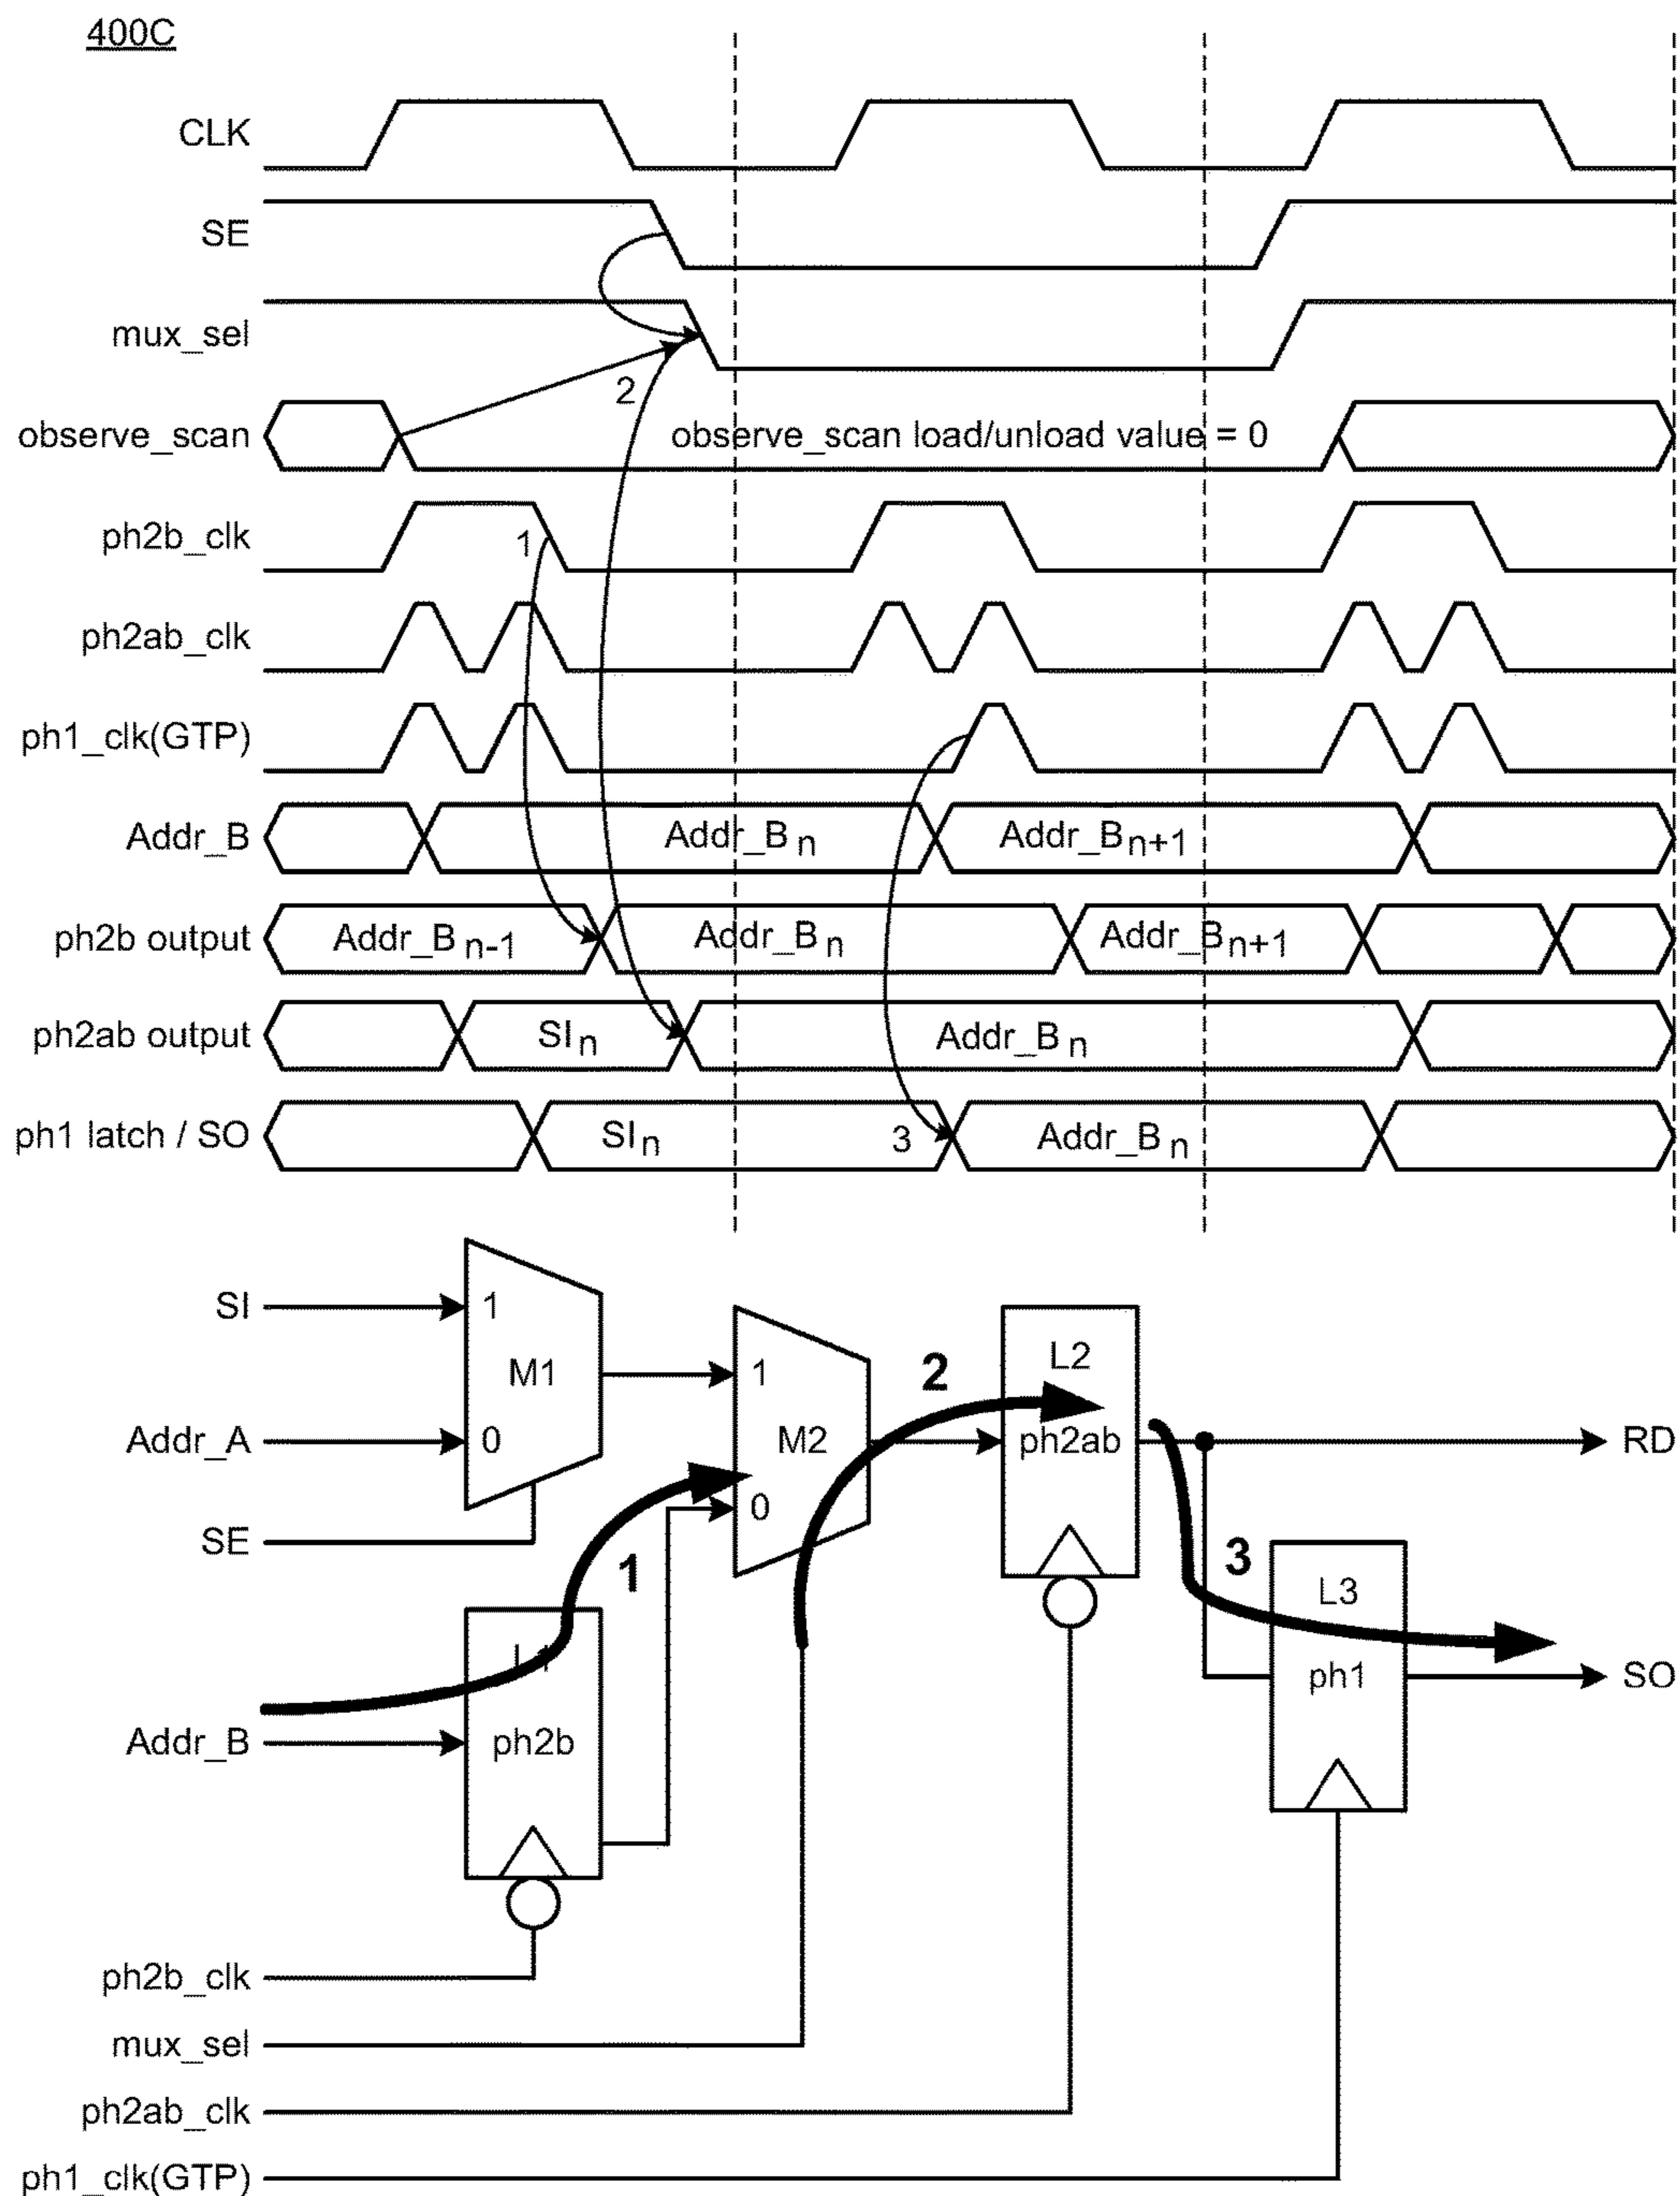 400C
CLK
SE
mux_sel
2
observe_scan
observe_scan load/unload value = 0
ph2b_clk
1
ph2ab_clk
ph1_clk(GTP)
Addr_B
Addr_B n
Addr_B n+1
ph2b output
Addr_B n-1
Addr_B n
Addr_B n+1
ph2ab output
SI n
Addr_B n
ph1 latch / SO
SI n
3
Addr_B n
SI
1
M1
Addr_A
0
SE
1
M2
0
2
L2
ph2ab
RD
1
3
L3
ph1
SO
L1
Addr_B
ph2b
ph2b_clk
mux_sel
ph2ab_clk
ph1_clk(GTP)